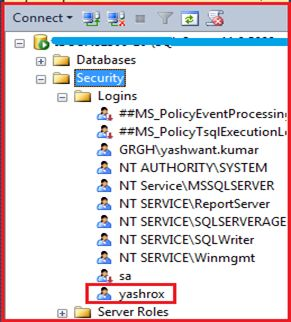 Connect
Databases
Security
Logins
##MS_PolicyEventProcessing
##MS_PolicyTsqlExecutionL
GRGH\yashwant.kumar
NT AUTHORITY\SYSTEM
NT Service\MSSQLSERVER
NT SERVICE\ReportServer
NT SERVICE\SQLSERVERAGE
NT SERVICE\SQLWriter
NT SERVICE\Winmgmt
sa
yashrox
Server Roles